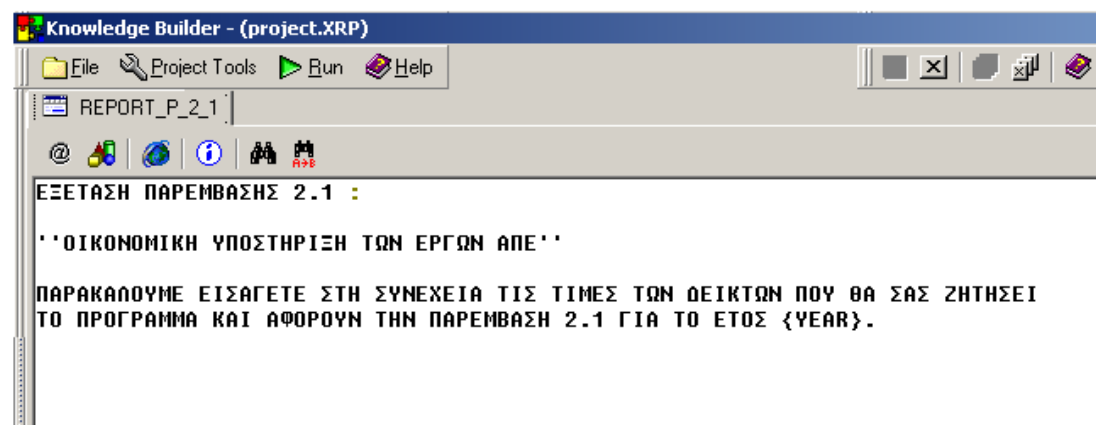 Knowledge Builder - (project.XRP)
File Project Tools Run Help
REPORT_P_2_1
@ A→B
ΕΞΕΤΑΣΗ ΠΑΡΕΜΒΑΣΗΣ 2.1 :
''ΟΙΚΟΝΟΜΙΚΗ ΥΠΟΣΤΗΡΙΞΗ ΤΩΝ ΕΡΓΩΝ ΑΠΕ''
ΠΑΡΑΚΑΛΟΥΜΕ ΕΙΣΑΓΕΤΕ ΣΤΗ ΣΥΝΕΧΕΙΑ ΤΙΣ ΤΙΜΕΣ ΤΩΝ ΔΕΙΚΤΩΝ ΠΟΥ ΘΑ ΣΑΣ ΖΗΤΗΣΕΙ
ΤΟ ΠΡΟΓΡΑΜΜΑ ΚΑΙ ΑΦΟΡΟΥΝ ΤΗΝ ΠΑΡΕΜΒΑΣΗ 2.1 ΓΙΑ ΤΟ ΕΤΟΣ {YEAR}.